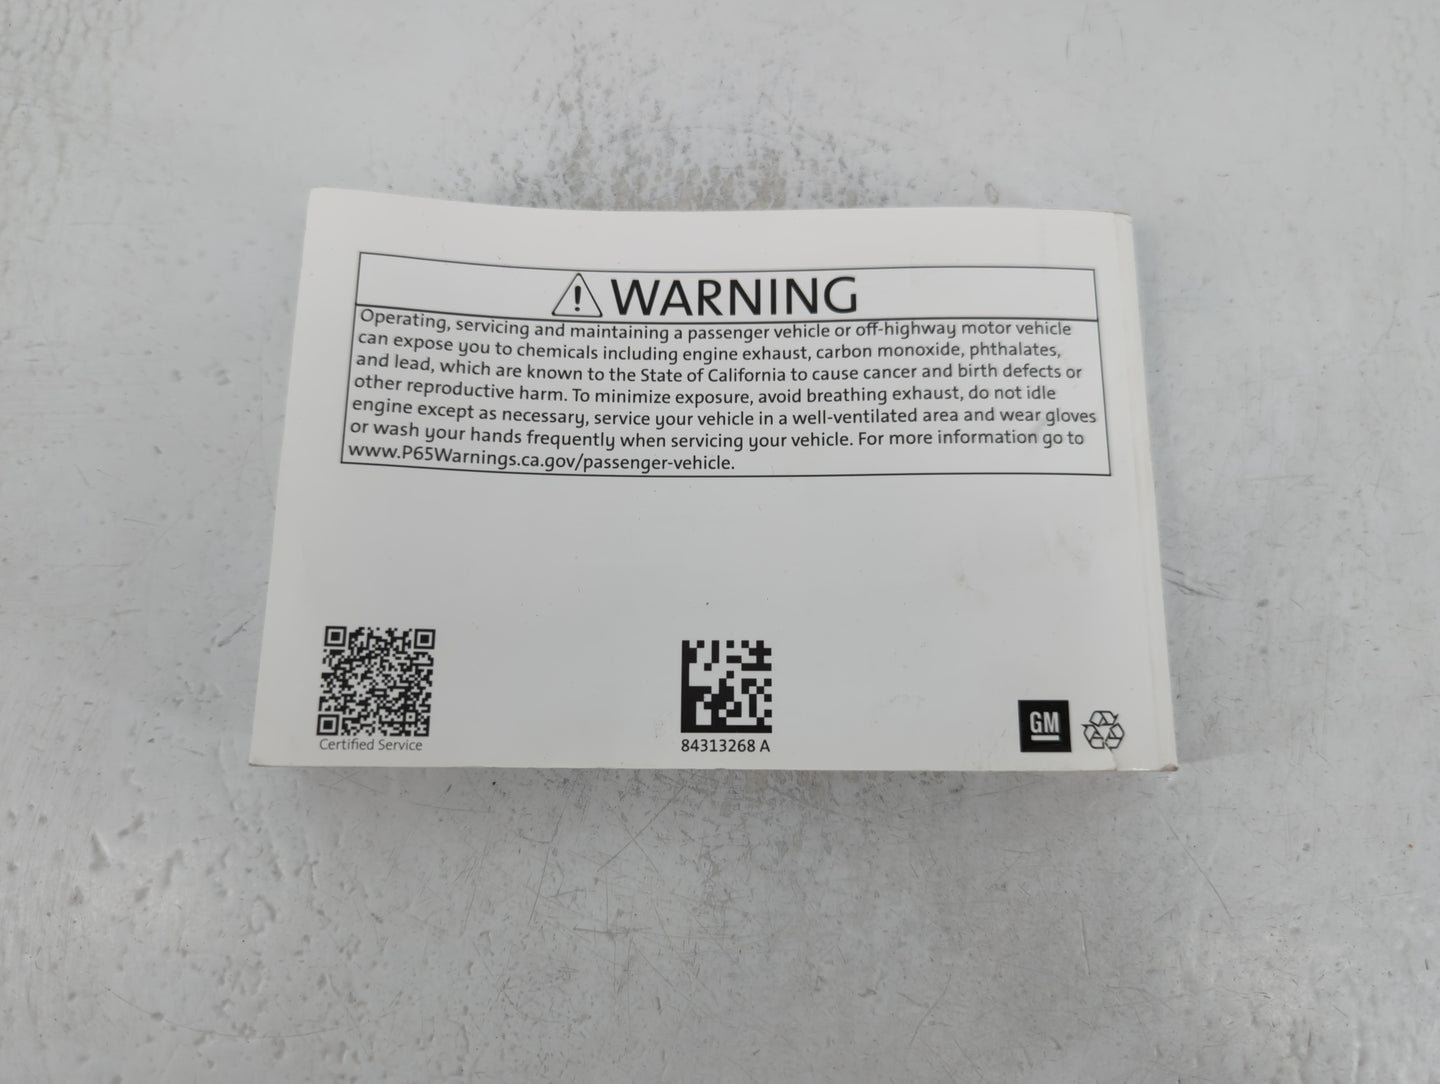 WARNING
Operating, servicing and maintaining a passenger vehicle or off-highway motor vehicle
can expose you to chemicals including engine exhaust, carbon monoxide, phthalates,
and lead, which are known to the State of California to cause cancer and birth defects or
other reproductive harm. To minimize exposure, avoid breathing exhaust, do not idle
engine except as necessary, service your vehicle in a well-ventilated area and wear gloves
or wash your hands frequently when servicing your vehicle. For more information go to
www.P65Warnings.ca.gov/passenger-vehicle.
Certified Service
84313268 A
GM